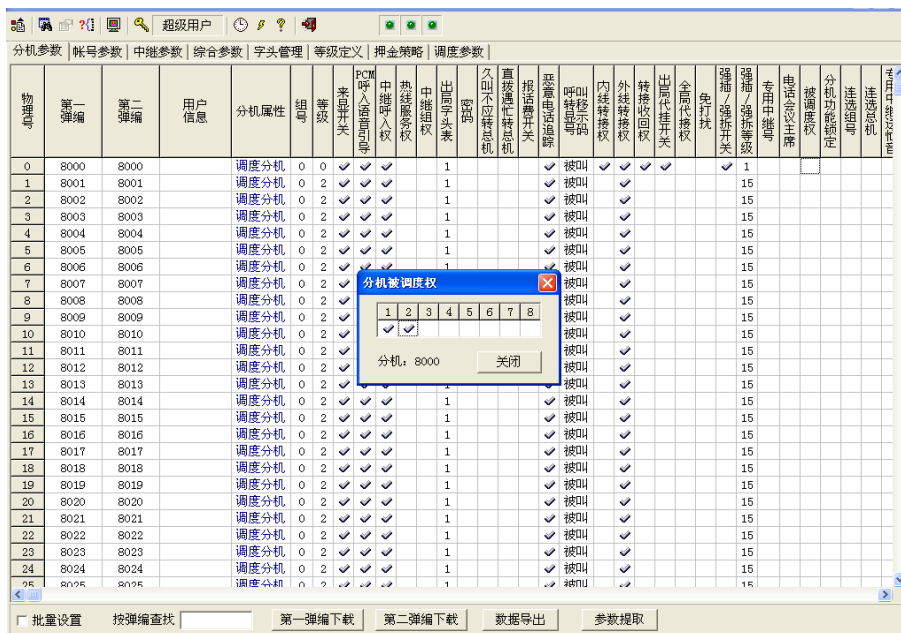 超级用户
分机参数 帐号参数 中继参数 综合参数 字头管理 等级定义 押金策略 调度参数
物理号 第一弹编 第二弹编 用户信息 分机属性 组号 等级 来显开关 PCM呼入语音引导 中继呼入权 热线服务权 中继组权 出局字头表 密码 久叫不应转总机 直拨遇忙转总机 报话费开关 恶意电话追踪 呼叫转移显示号码 内线转接权 外线转接权 转接收回权 出局代挂开关 全局代接权 免打扰 强插/强拆开关 强插/强拆等级 专用中继号 电话会议主席 被调度权 分机功能锁定 连选组号 连选总机
0 8000 8000 调度分机 0 0 1 被叫 1
1 8001 8001 调度分机 0 2 1 被叫 15
2 8002 8002 调度分机 0 2 1 被叫 15
3 8003 8003 调度分机 0 2 1 被叫 15
4 8004 8004 调度分机 0 2 1 被叫 15
5 8005 8005 调度分机 0 2 1 被叫 15
6 8006 8006 调度分机 0 2 1 被叫 15
7 8007 8007 调度分机 0 2 被叫 15
8 8008 8008 调度分机 0 2 被叫 15
9 8009 8009 调度分机 0 2 被叫 15
10 8010 8010 调度分机 0 2 被叫 15
11 8011 8011 调度分机 0 2 被叫 15
12 8012 8012 调度分机 0 2 被叫 15
13 8013 8013 调度分机 0 2 1 被叫 15
14 8014 8014 调度分机 0 2 1 被叫 15
15 8015 8015 调度分机 0 2 1 被叫 15
16 8016 8016 调度分机 0 2 1 被叫 15
17 8017 8017 调度分机 0 2 1 被叫 15
18 8018 8018 调度分机 0 2 1 被叫 15
19 8019 8019 调度分机 0 2 1 被叫 15
20 8020 8020 调度分机 0 2 1 被叫 15
21 8021 8021 调度分机 0 2 1 被叫 15
22 8022 8022 调度分机 0 2 1 被叫 15
23 8023 8023 调度分机 0 2 1 被叫 15
24 8024 8024 调度分机 0 2 1 被叫 15
25 8025 8025 调度分机 0 2 1 被叫 15
分机被调度权
1 2 3 4 5 6 7 8
分机: 8000 关闭
批量设置 按弹编查找 第一弹编下载 第二弹编下载 数据导出 参数提取